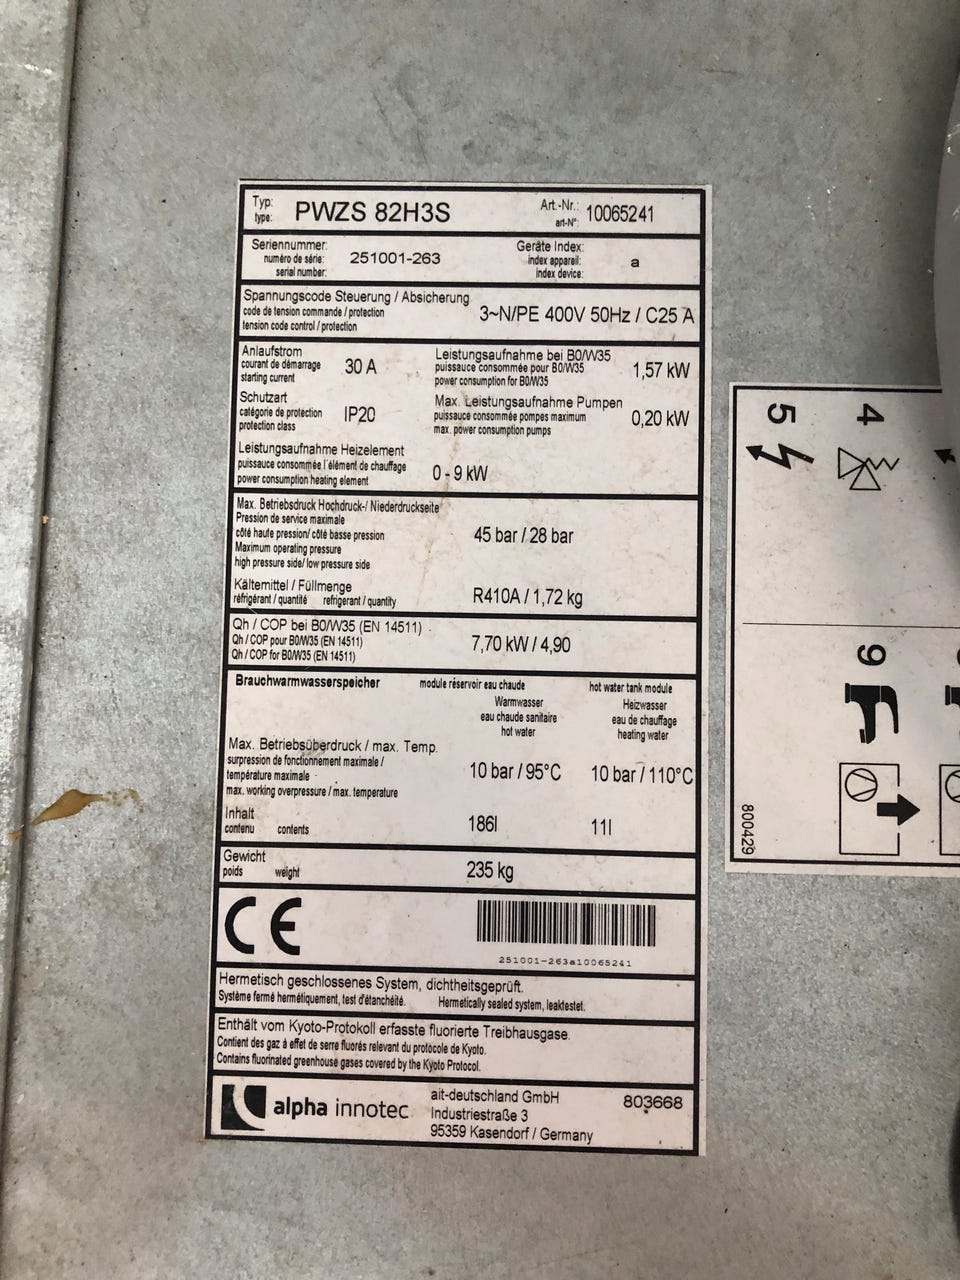 Typ: PWZS 82H3S Art.-Nr.: 10065241
type: art-N°:
Seriennummer: Geräte Index:
numéro de série: 251001-263 index appareil: a
serial number: index device:
Spannungscode Steuerung / Absicherung
code de tension commande / protection 3~N/PE 400V 50Hz / C25 A
tension code control / protection
Anlaufstrom Leistungsaufnahme bei B0/W35
courant de démarrage 30 A puissance consommée pour B0/W35 1,57 kW
starting current power consumption for B0/W35
Schutzart Max. Leistungsaufnahme Pumpen
catégorie de protection IP20 puissance consommée pompes maximum 0,20 kW
protection class max. power consumption pumps
Leistungsaufnahme Heizelement
puissance consommée l'élément de chauffage 0 - 9 kW
power consumption heating element
Max. Betriebsdruck Hochdruck-/ Niederdruckseite
Pression de service maximale
côté haute pression/ côté basse pression 45 bar / 28 bar
Maximum operating pressure
high pressure side/ low pressure side
Kältemittel / Füllmenge
réfrigérant / quantité refrigerant / quantity R410A / 1,72 kg
Qh / COP bei B0/W35 (EN 14511)
Qh / COP pour B0/W35 (EN 14511) 7,70 kW / 4,90
Qh / COP for B0/W35 (EN 14511)
Brauchwarmwasserspeicher module réservoir eau chaude hot water tank module
Warmwasser Heizwasser
eau chaude sanitaire eau de chauffage
hot water heating water
Max. Betriebsüberdruck / max. Temp.
surpression de fonctionnement maximale /
température maximale 10 bar / 95°C 10 bar / 110°C
max. working overpressure / max. temperature
Inhalt
contenu contents 186l 11l
Gewicht
poids weight 235 kg
CE
251001-263a10065241
Hermetisch geschlossenes System, dichtheitsgeprüft.
Système fermé hermétiquement, test d'étanchéité. Hermetically sealed system, leaktestet.
Enthält vom Kyoto-Protokoll erfasste fluorierte Treibhausgase.
Contient des gaz à effet de serre fluorés relevant du protocole de Kyoto.
Contains fluorinated greenhouse gases covered by the Kyoto Protocol.
alpha innotec
ait-deutschland GmbH 803668
Industriestraße 3
95359 Kasendorf / Germany
5 4
9
800429